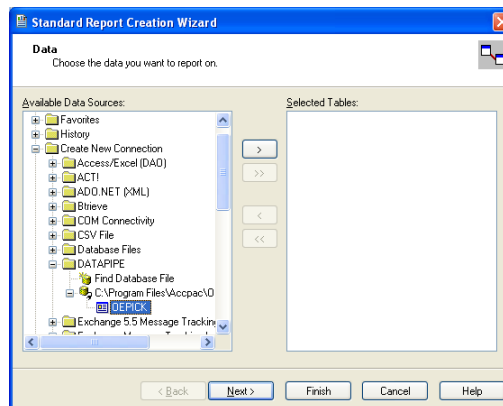 Standard Report Creation Wizard
Data
Choose the data you want to report on.
Available Data Sources:
Selected Tables:
Favorites
History
Create New Connection
Access/Excel (DAO)
ACT!
ADO.NET (XML)
Btrieve
COM Connectivity
CSV File
Database Files
DATAPIPE
Find Database File
C:\Program Files\Accpac\O
OEPICK
Exchange 5.5 Message Trackin
>
>>
<
<<
< Back
Next >
Finish
Cancel
Help